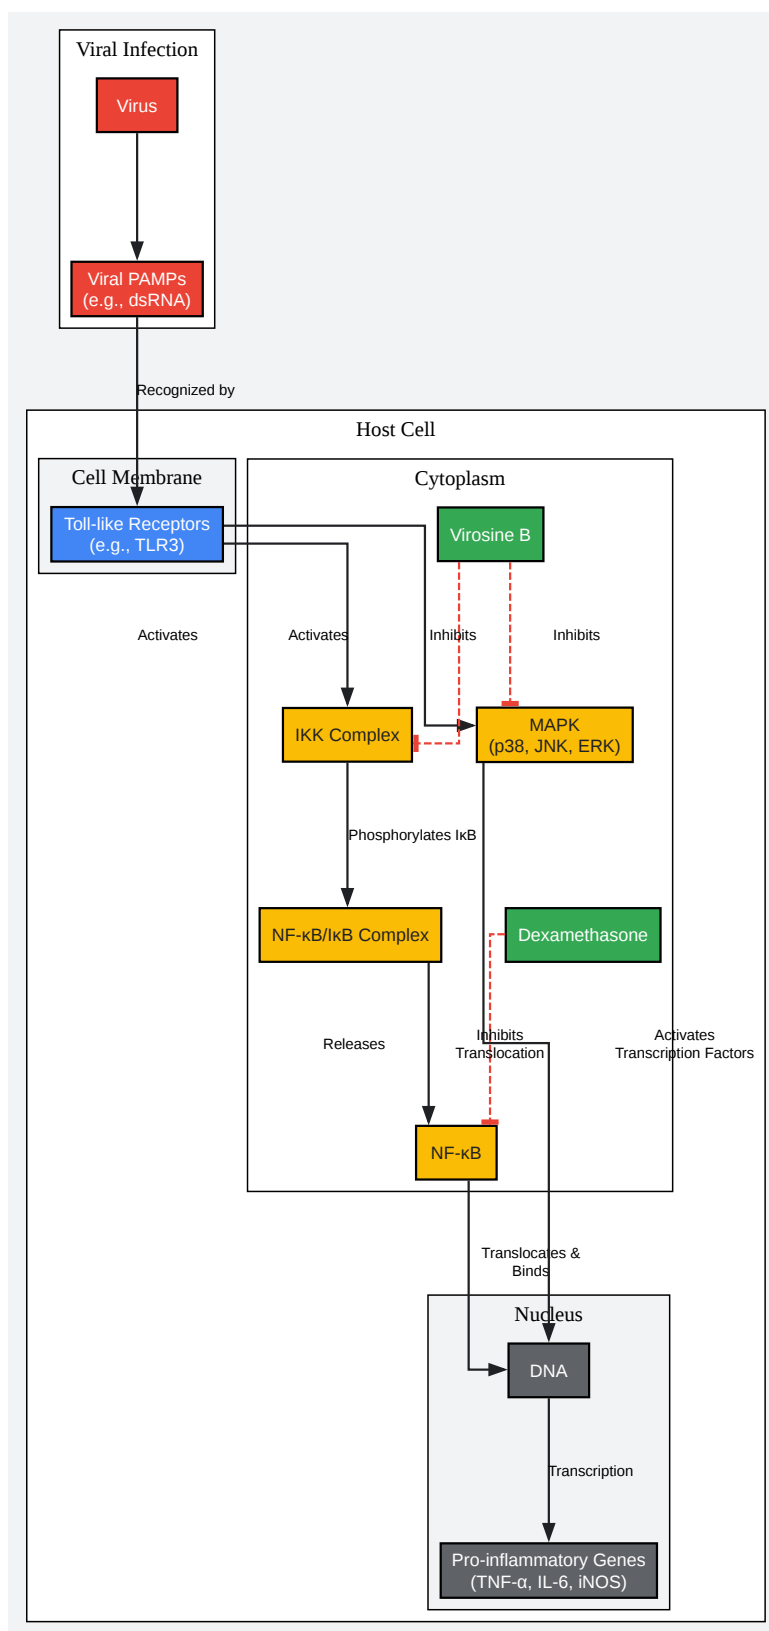 Viral Infection
Virus
Viral PAMPs
(e.g., dsRNA)
Recognized by
Host Cell
Cell Membrane
Cytoplasm
Toll-like Receptors
(e.g., TLR3)
Virosine B
Activates
Activates
Inhibits
Inhibits
IKK Complex
MAPK
(p38, JNK, ERK)
Phosphorylates IκB
NF-κB/IκB Complex
Dexamethasone
Releases
Inhibits
Translocation
Activates
Transcription Factors
NF-κB
Translocates &
Binds
Nucleus
DNA
Transcription
Pro-inflammatory Genes
(TNF-α, IL-6, iNOS)